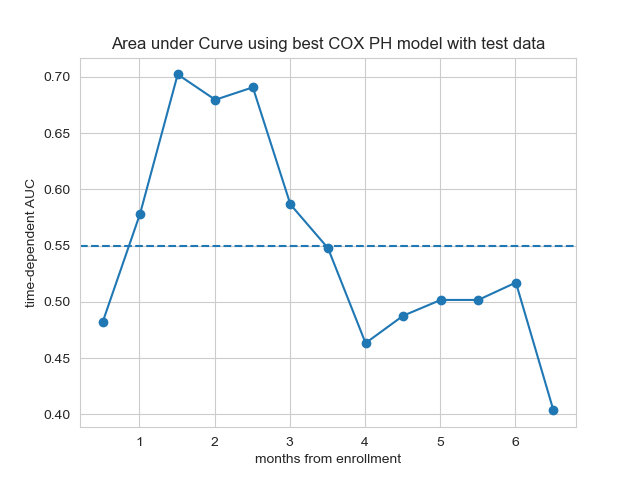 Area under Curve using best COX PH model with test data
time-dependent AUC
0.70
0.65
0.60
0.55
0.50
0.45
0.40
1 2 3 4 5 6
months from enrollment